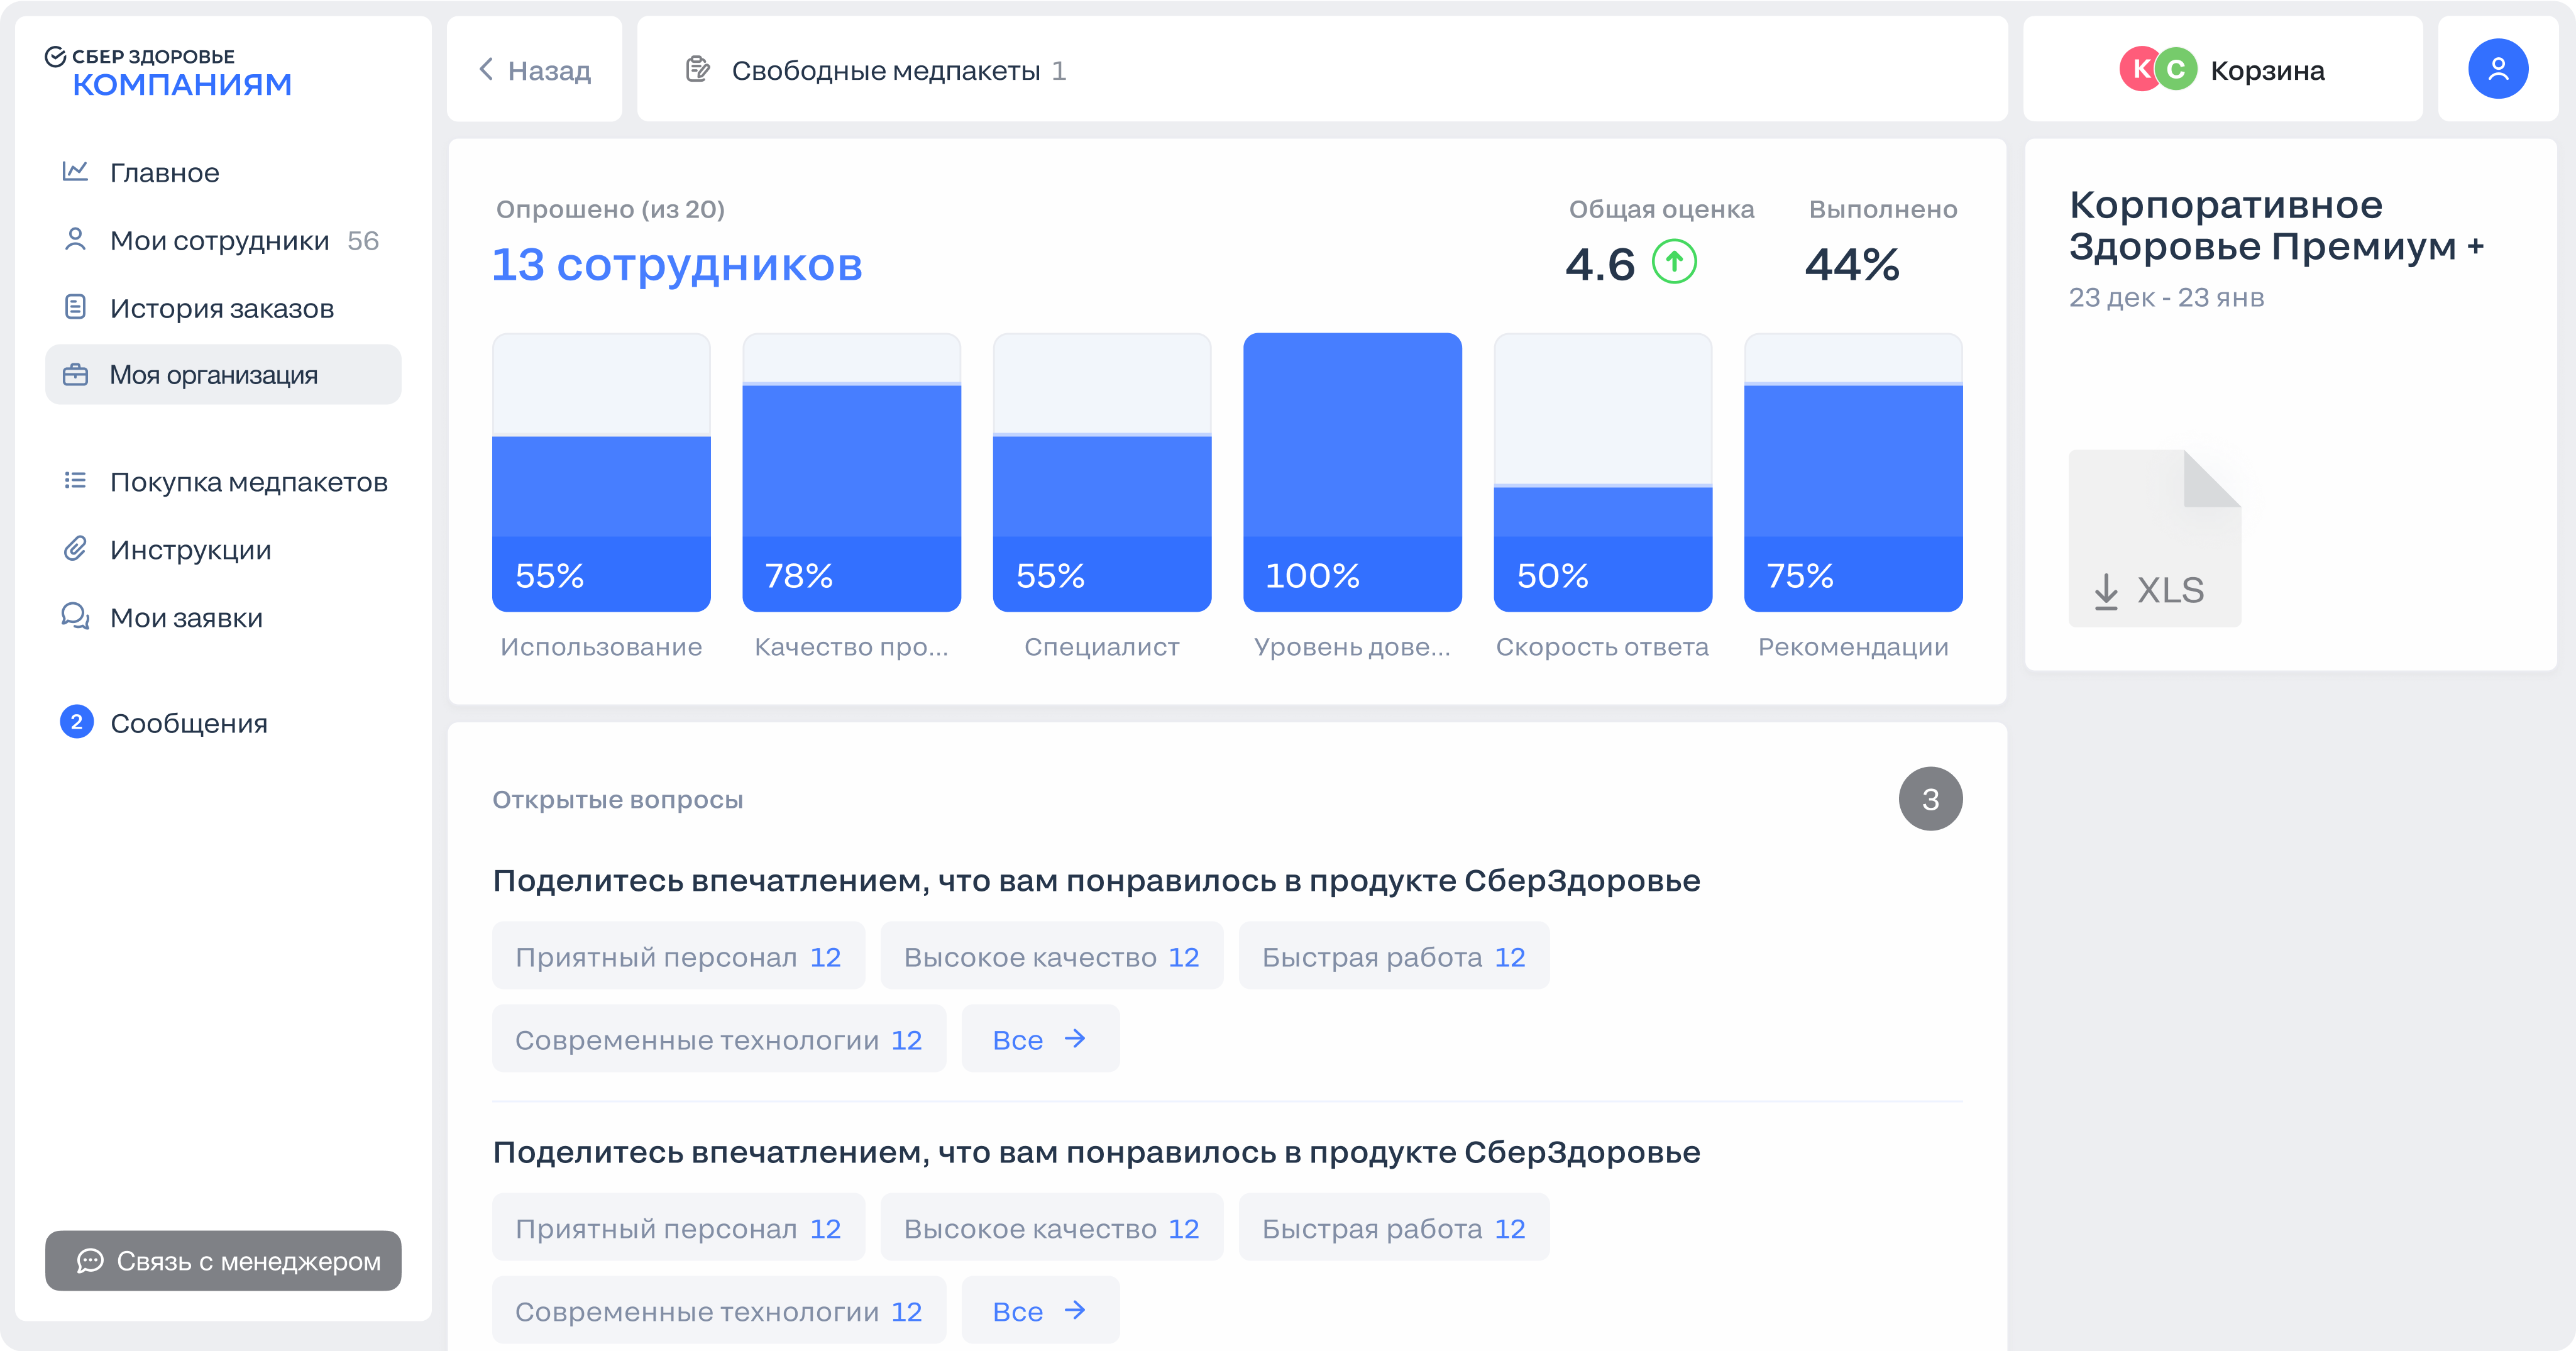 СБЕР ЗДОРОВЬЕ
КОМПАНИЯМ
Главное
Мои сотрудники 56
История заказов
Моя организация
Покупка медпакетов
Инструкции
Мои заявки
2 Сообщения
Связь с менеджером
Назад
Свободные медпакеты 1
К С Корзина
Опрошено (из 20)
13 сотрудников
Общая оценка
4.6
Выполнено
44%
55%
78%
55%
100%
50%
75%
Использование
Качество про...
Специалист
Уровень дове...
Скорость ответа
Рекомендации
Корпоративное
Здоровье Премиум +
23 дек - 23 янв
XLS
Открытые вопросы
3
Поделитесь впечатлением, что вам понравилось в продукте СберЗдоровье
Приятный персонал 12
Высокое качество 12
Быстрая работа 12
Современные технологии 12
Все
Поделитесь впечатлением, что вам понравилось в продукте СберЗдоровье
Приятный персонал 12
Высокое качество 12
Быстрая работа 12
Современные технологии 12
Все